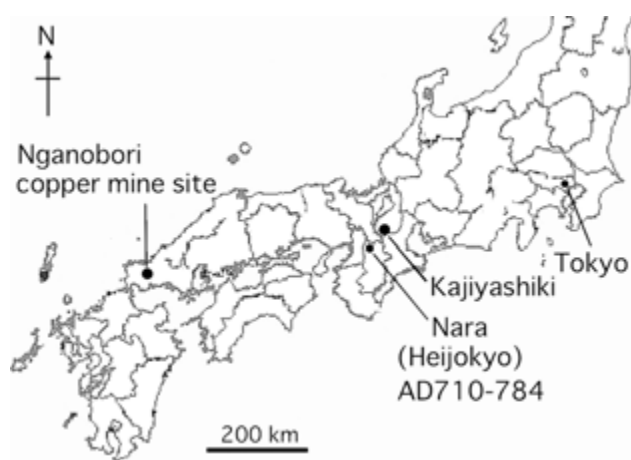 N
Nganobori
copper mine site
Tokyo
Kajiyashiki
Nara
(Heijokyo)
AD710-784
200 km